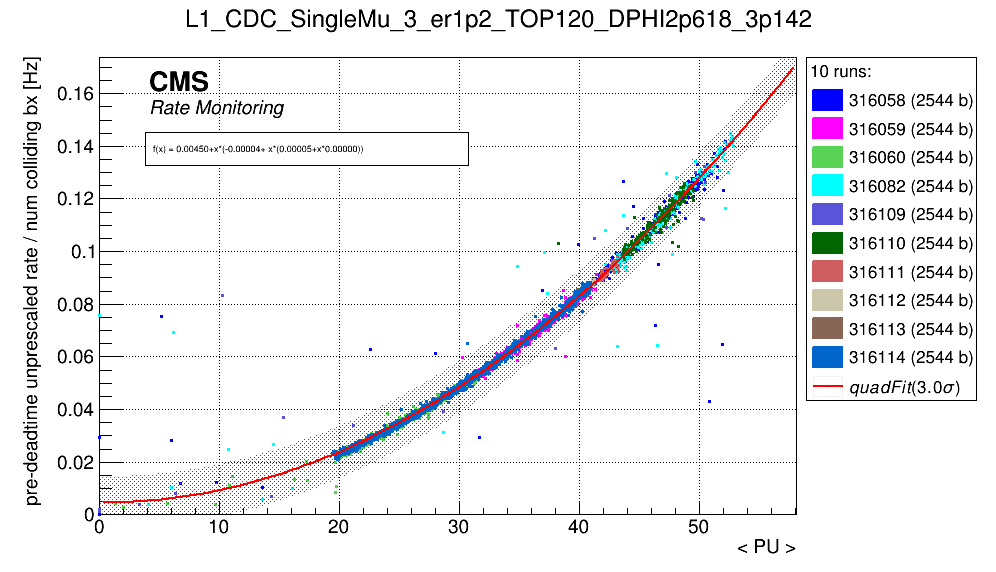 L1_CDC_SingleMu_3_er1p2_TOP120_DPHI2p618_3p142
pre-deadtime unprescaled rate / num colliding bx [Hz]
CMS
Rate Monitoring
f(x) = 0.00450+x*(-0.00004+ x*(0.00005+x*0.00000))
0.16
0.14
0.12
0.1
0.08
0.06
0.04
0.02
0
0 10 20 30 40 50
< PU >
10 runs:
316058 (2544 b)
316059 (2544 b)
316060 (2544 b)
316082 (2544 b)
316109 (2544 b)
316110 (2544 b)
316111 (2544 b)
316112 (2544 b)
316113 (2544 b)
316114 (2544 b)
quadFit(3.0σ)